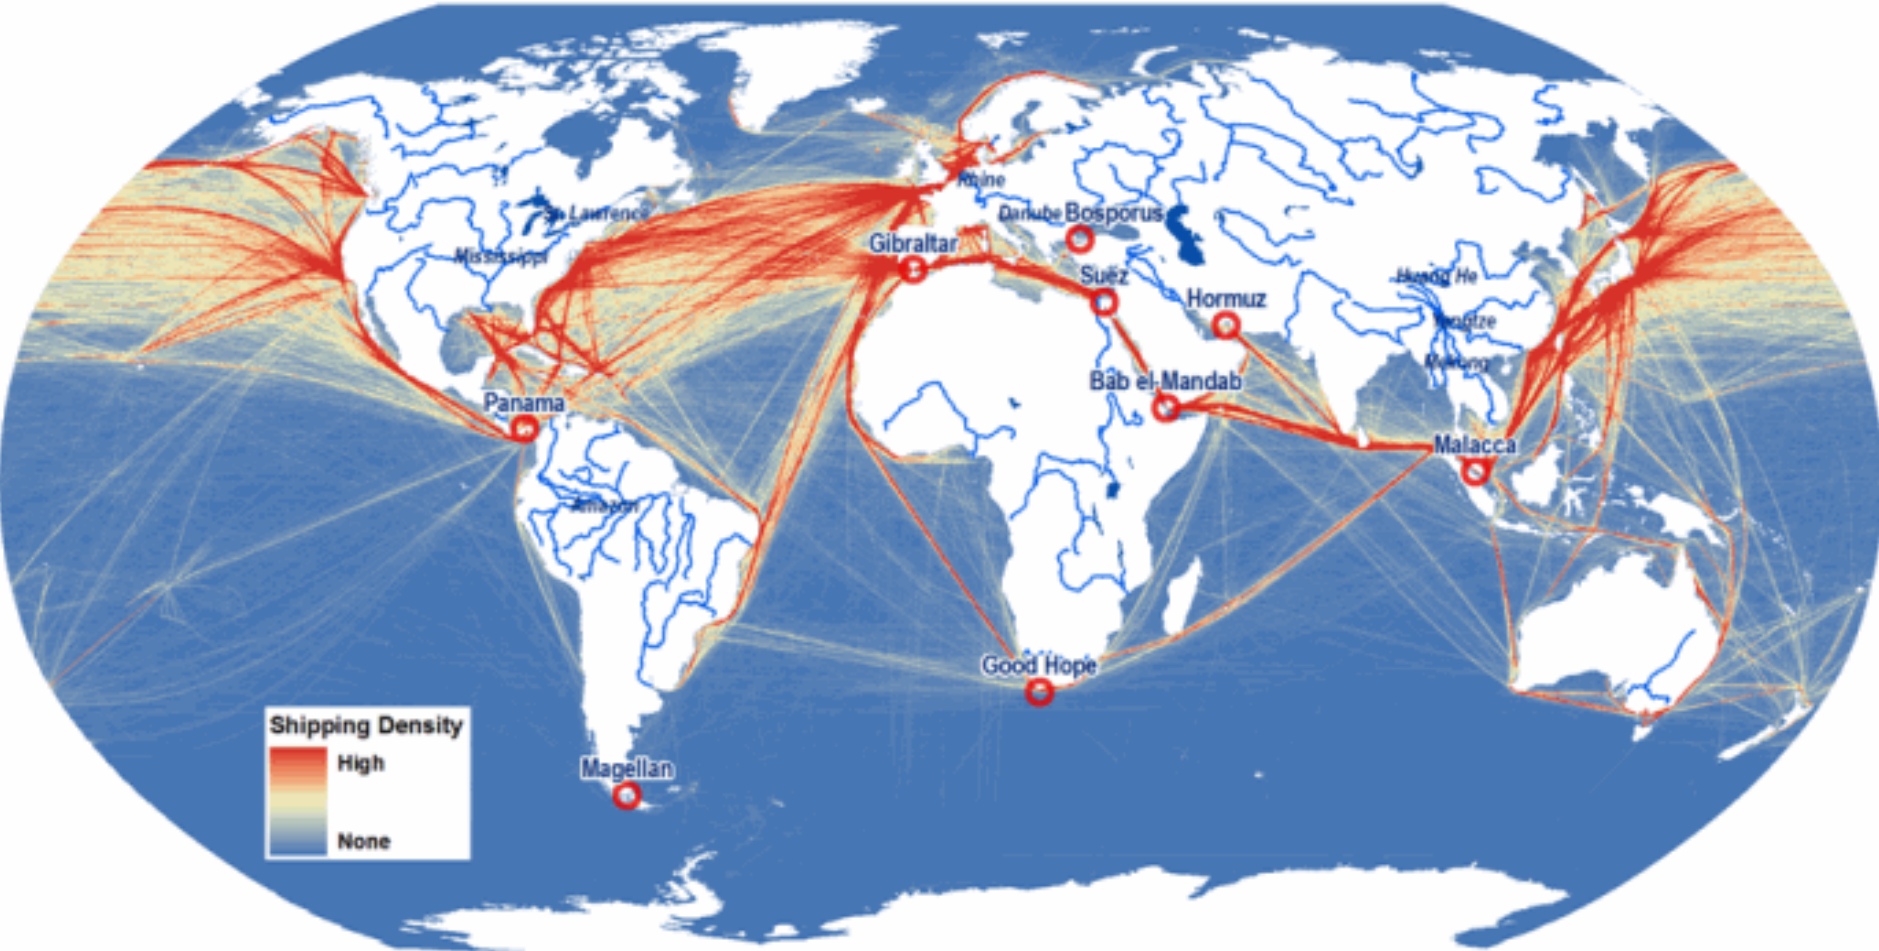 Rhine
St Lawrence
Danube
Bosporus
Gibraltar
Mississippi
Suez
Huang He
Hormuz
Yangtze
Mekong
Bab el-Mandab
Panama
Malacca
Amazon
Good Hope
Shipping Density
High
None
Magellan